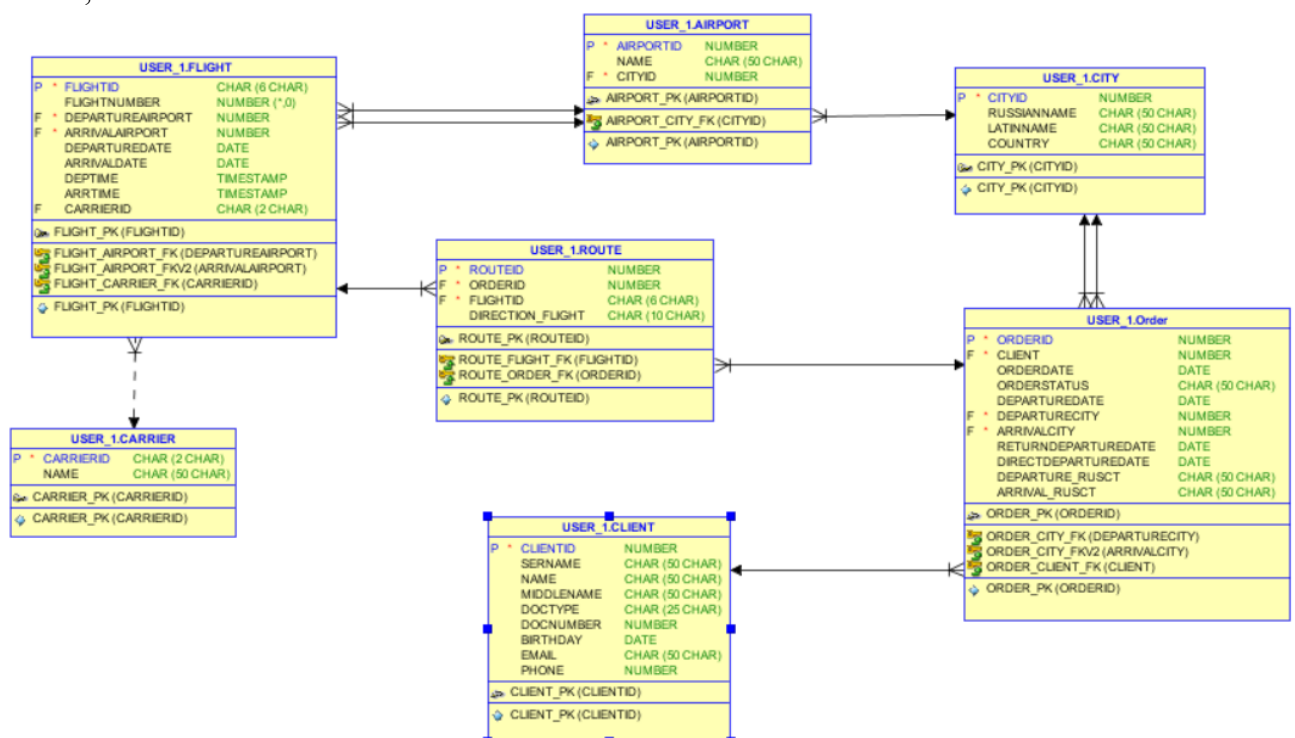 USER_1.FLIGHT
P * FLIGHTID CHAR (6 CHAR)
FLIGHTNUMBER NUMBER (*,0)
F * DEPARTUREAIRPORT NUMBER
F * ARRIVALAIRPORT NUMBER
DEPARTUREDATE DATE
ARRIVALDATE DATE
DEPTIME TIMESTAMP
ARRTIME TIMESTAMP
F CARRIERID CHAR (2 CHAR)
FLIGHT_PK (FLIGHTID)
FLIGHT_AIRPORT_FK (DEPARTUREAIRPORT)
FLIGHT_AIRPORT_FKV2 (ARRIVALAIRPORT)
FLIGHT_CARRIER_FK (CARRIERID)
FLIGHT_PK (FLIGHTID)
USER_1.AIRPORT
P * AIRPORTID NUMBER
NAME CHAR (50 CHAR)
F * CITYID NUMBER
AIRPORT_PK (AIRPORTID)
AIRPORT_CITY_FK (CITYID)
AIRPORT_PK (AIRPORTID)
USER_1.CITY
P * CITYID NUMBER
RUSSIANNAME CHAR (50 CHAR)
LATINNAME CHAR (50 CHAR)
COUNTRY CHAR (50 CHAR)
CITY_PK (CITYID)
CITY_PK (CITYID)
USER_1.ROUTE
P * ROUTEID NUMBER
F * ORDERID NUMBER
F * FLIGHTID CHAR (6 CHAR)
DIRECTION_FLIGHT CHAR (10 CHAR)
ROUTE_PK (ROUTEID)
ROUTE_FLIGHT_FK (FLIGHTID)
ROUTE_ORDER_FK (ORDERID)
ROUTE_PK (ROUTEID)
USER_1.Order
P * ORDERID NUMBER
F * CLIENT NUMBER
ORDERDATE DATE
ORDERSTATUS CHAR (50 CHAR)
DEPARTUREDATE DATE
F * DEPARTURECITY NUMBER
F * ARRIVALCITY NUMBER
RETURNDEPARTUREDATE DATE
DIRECTDEPARTUREDATE DATE
DEPARTURE_RUSCT CHAR (50 CHAR)
ARRIVAL_RUSCT CHAR (50 CHAR)
ORDER_PK (ORDERID)
ORDER_CITY_FK (DEPARTURECITY)
ORDER_CITY_FKV2 (ARRIVALCITY)
ORDER_CLIENT_FK (CLIENT)
ORDER_PK (ORDERID)
USER_1.CARRIER
P * CARRIERID CHAR (2 CHAR)
NAME CHAR (50 CHAR)
CARRIER_PK (CARRIERID)
CARRIER_PK (CARRIERID)
USER_1.CLIENT
P * CLIENTID NUMBER
SERNAME CHAR (50 CHAR)
NAME CHAR (50 CHAR)
MIDDLENAME CHAR (50 CHAR)
DOCTYPE CHAR (25 CHAR)
DOCNUMBER NUMBER
BIRTHDAY DATE
EMAIL CHAR (50 CHAR)
PHONE NUMBER
CLIENT_PK (CLIENTID)
CLIENT_PK (CLIENTID)